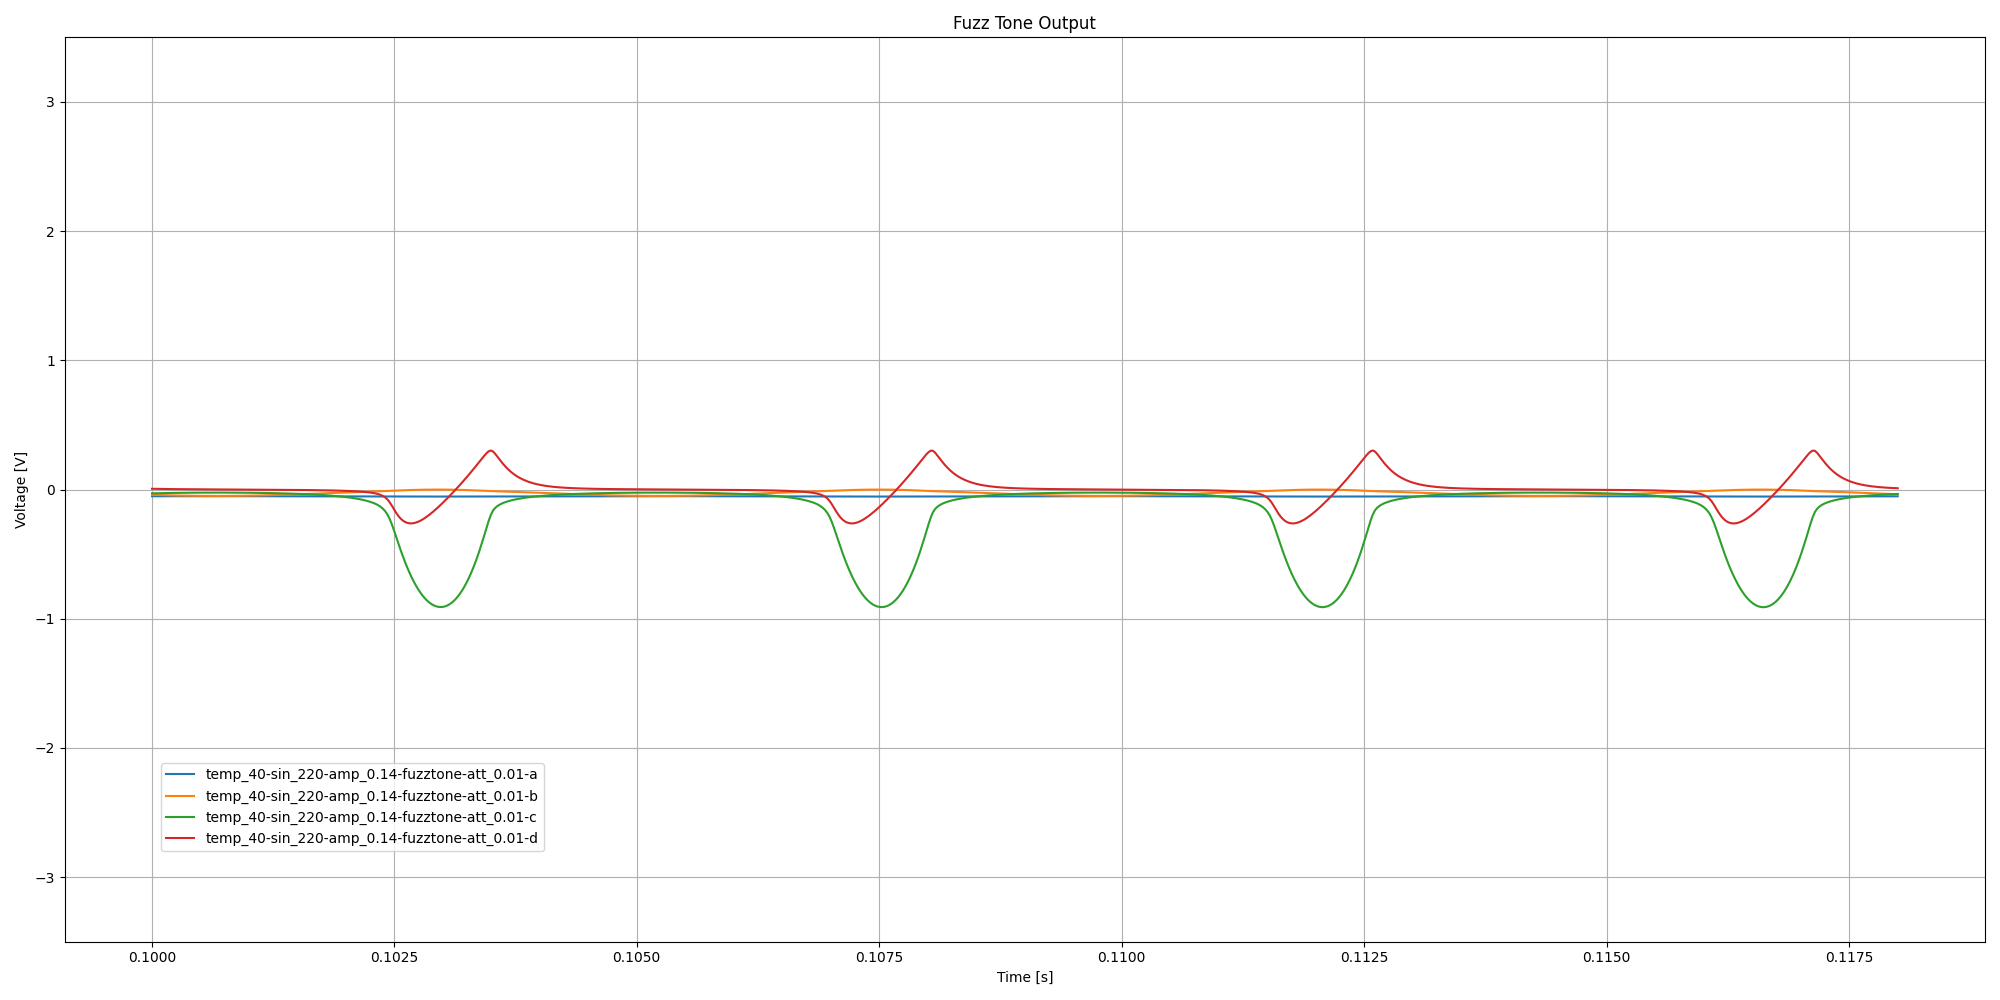 Fuzz Tone Output
Voltage [V]
3
2
1
0
−1
−2
−3
temp_40-sin_220-amp_0.14-fuzztone-att_0.01-a
temp_40-sin_220-amp_0.14-fuzztone-att_0.01-b
temp_40-sin_220-amp_0.14-fuzztone-att_0.01-c
temp_40-sin_220-amp_0.14-fuzztone-att_0.01-d
0.1000 0.1025 0.1050 0.1075 0.1100 0.1125 0.1150 0.1175
Time [s]